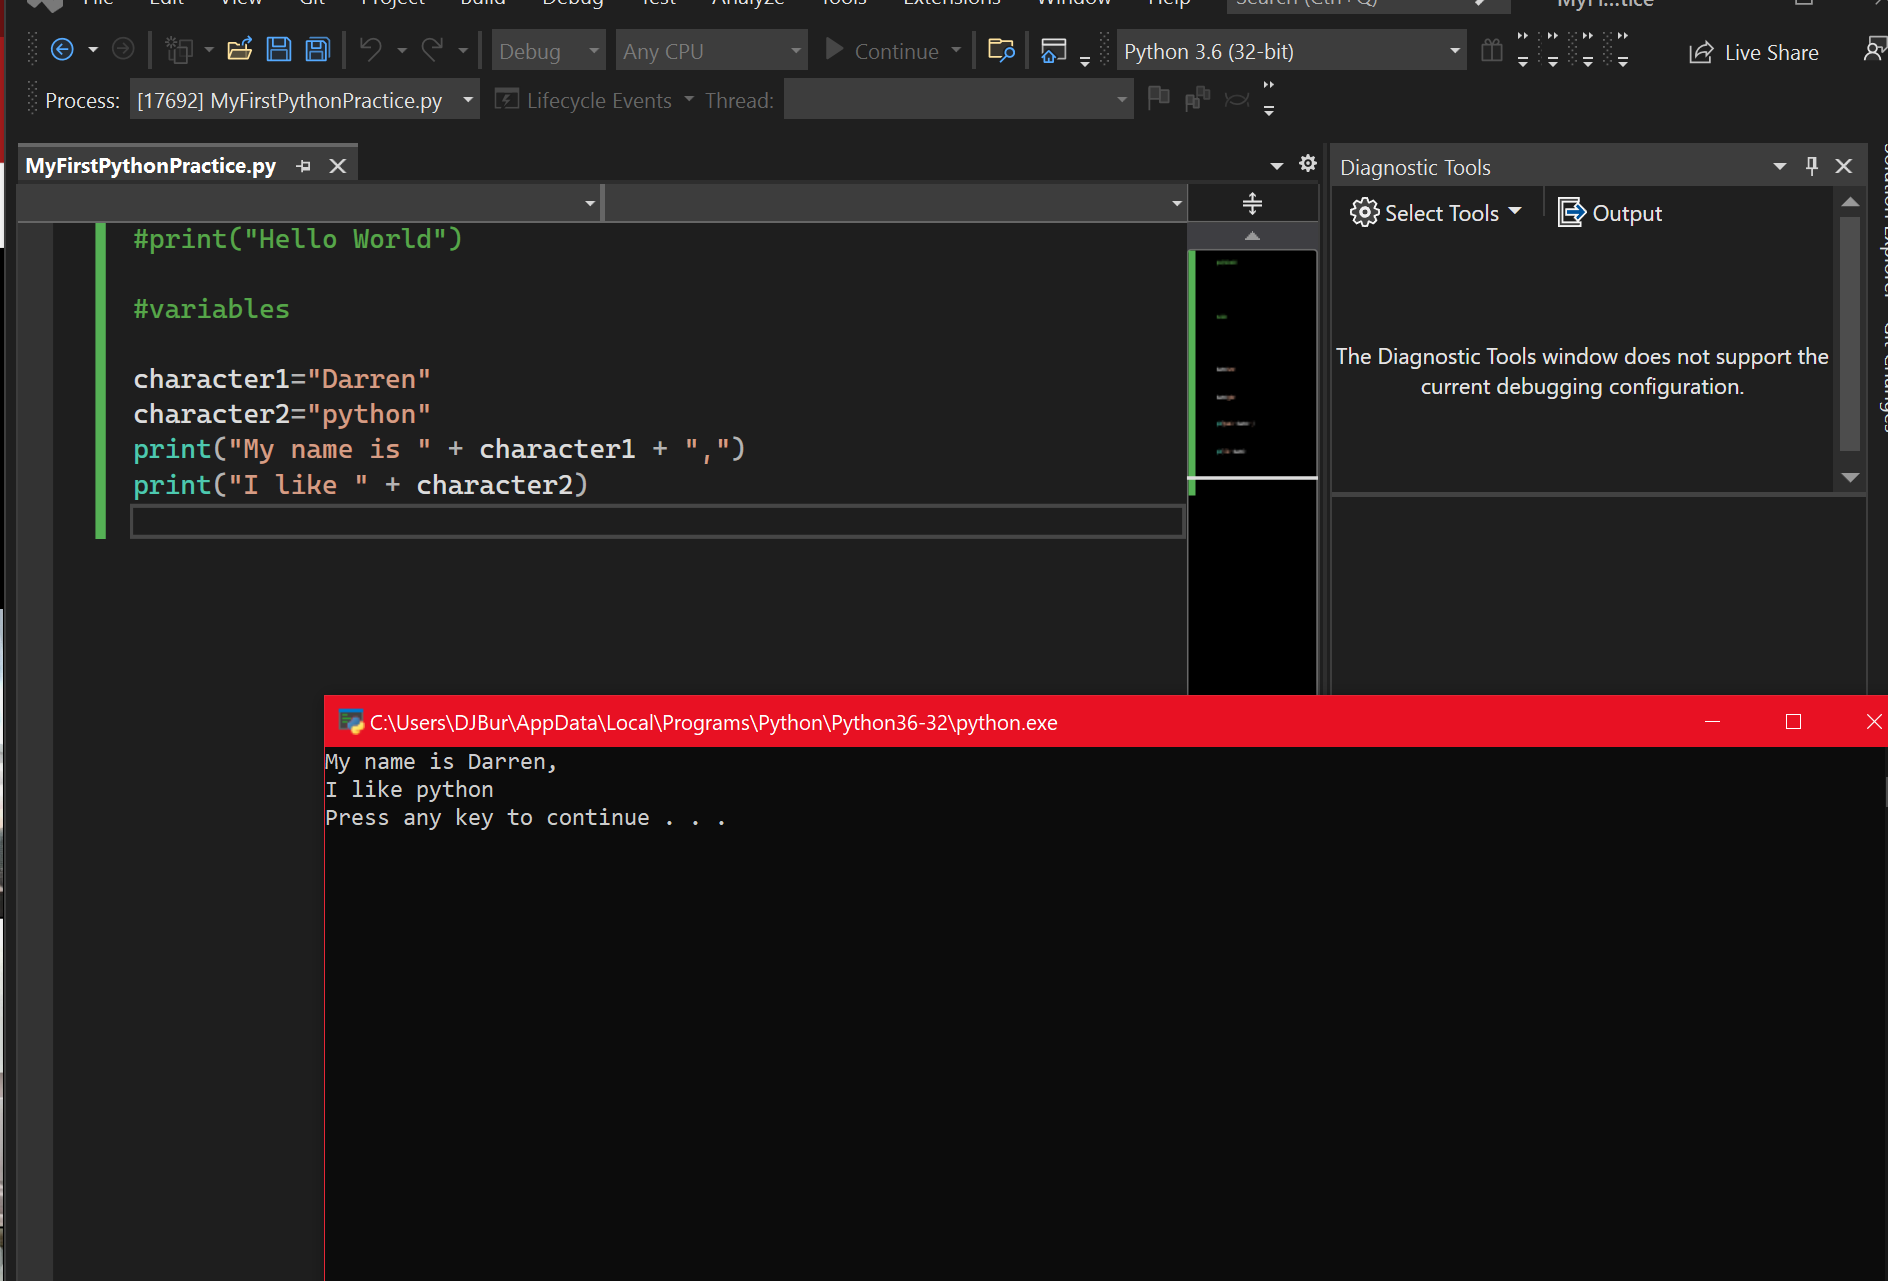 File Edit View Git Project Build Debug Test Analyze Tools Extensions Window Help Search (Ctrl+Q) MyFi...tice
Debug Any CPU Continue Python 3.6 (32-bit) Live Share
Process: [17692] MyFirstPythonPractice.py Lifecycle Events Thread:
MyFirstPythonPractice.py
#print("Hello World")
#variables
character1="Darren"
character2="python"
print("My name is " + character1 + ",")
print("I like " + character2)
Diagnostic Tools
Select Tools Output
The Diagnostic Tools window does not support the
current debugging configuration.
Solution Explorer
Git Changes
C:\Users\DJBur\AppData\Local\Programs\Python\Python36-32\python.exe
My name is Darren,
I like python
Press any key to continue . . .